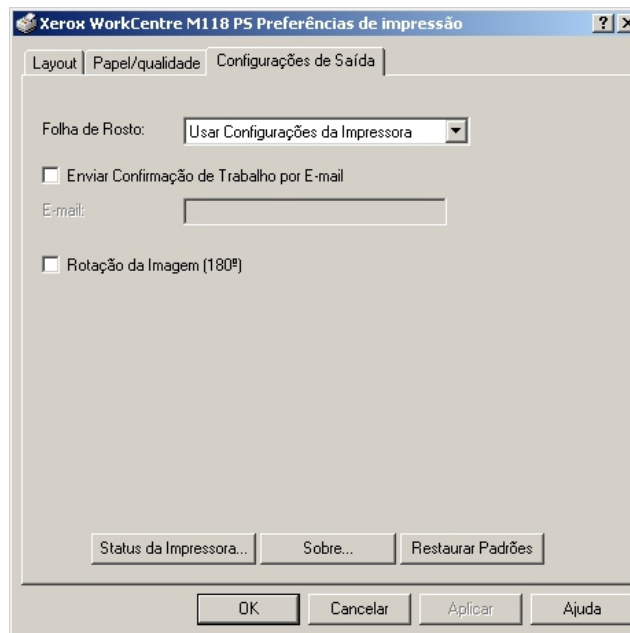 Xerox WorkCentre M118 PS Preferências de impressão
Layout Papel/qualidade Configurações de Saída
Folha de Rosto: Usar Configurações da Impressora
Enviar Confirmação de Trabalho por E-mail
E-mail:
Rotação da Imagem (180º)
Status da Impressora... Sobre... Restaurar Padrões
OK Cancelar Aplicar Ajuda